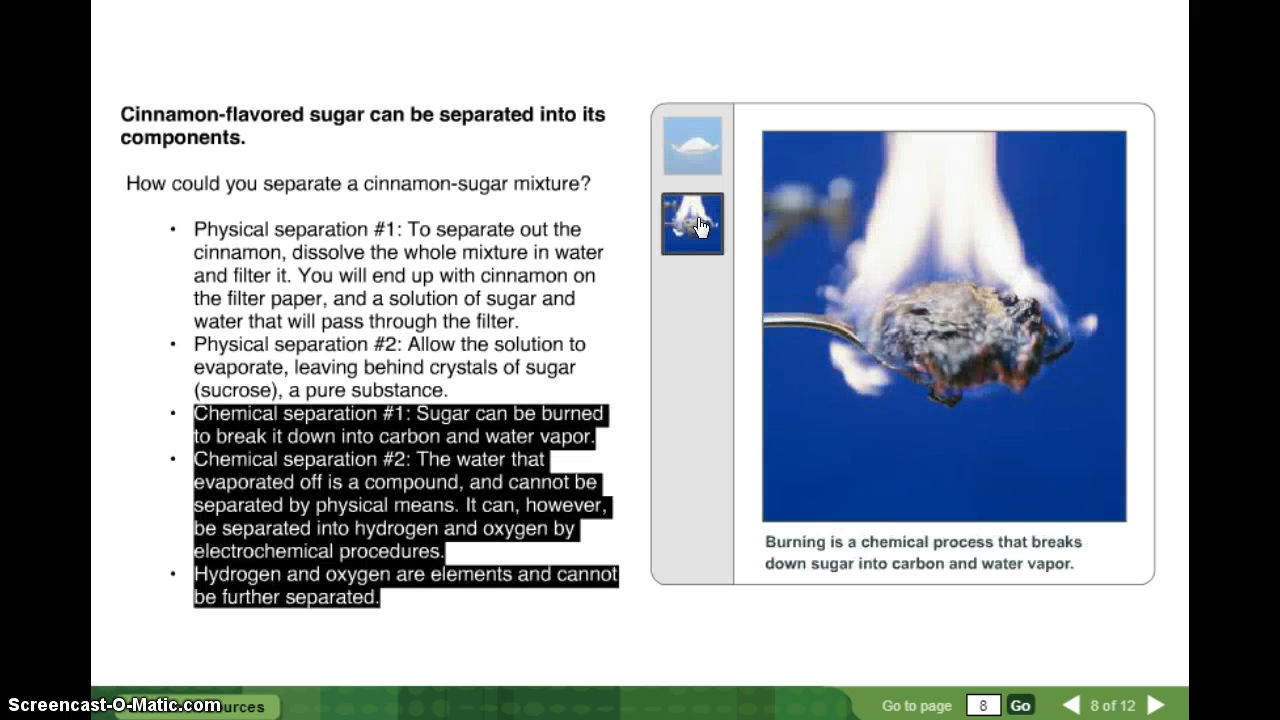 Cinnamon-flavored sugar can be separated into its
components.
How could you separate a cinnamon-sugar mixture?
• Physical separation #1: To separate out the
cinnamon, dissolve the whole mixture in water
and filter it. You will end up with cinnamon on
the filter paper, and a solution of sugar and
water that will pass through the filter.
• Physical separation #2: Allow the solution to
evaporate, leaving behind crystals of sugar
(sucrose), a pure substance.
• Chemical separation #1: Sugar can be burned
to break it down into carbon and water vapor.
• Chemical separation #2: The water that
evaporated off is a compound, and cannot be
separated by physical means. It can, however,
be separated into hydrogen and oxygen by
electrochemical procedures.
• Hydrogen and oxygen are elements and cannot
be further separated.
Burning is a chemical process that breaks
down sugar into carbon and water vapor.
Screencast-O-Matic.com
Go to page 8 Go 8 of 12